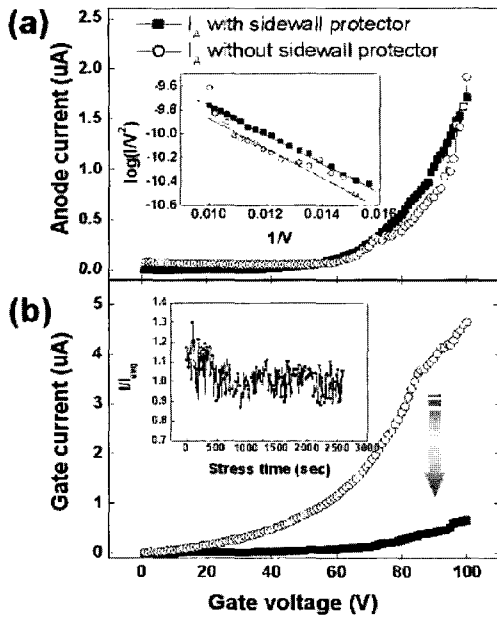 (a)
I_A with sidewall protector
I_A without sidewall protector
Anode current (uA)
2.5
2.0
1.5
1.0
0.5
0.0
log(I/V²)
-9.6
-9.8
-10.0
-10.2
-10.4
-10.6
0.010 0.012 0.014 0.016
1/V
(b)
Gate current (uA)
5
4
3
2
1
0
I/I_avg
1.4
1.3
1.2
1.1
1.0
0.9
0.8
0.7
0 500 1000 1500 2000 2500 3000
Stress time (sec)
0 20 40 60 80 100
Gate voltage (V)